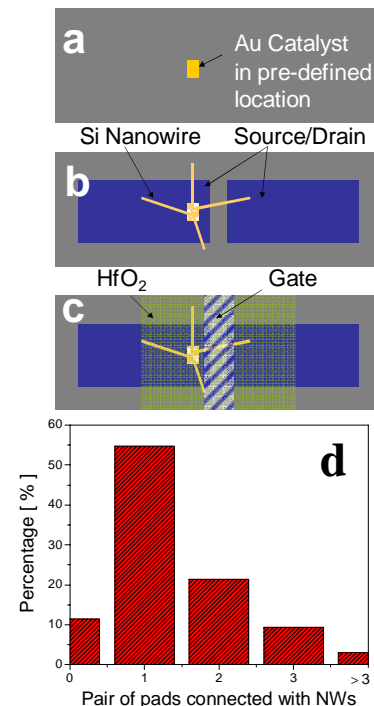 a
Au Catalyst
in pre-defined
location
Si Nanowire
Source/Drain
b
HfO₂
Gate
c
d
Percentage [ % ]
60
50
40
30
20
10
0
0
1
2
3
>3
Pair of pads connected with NWs